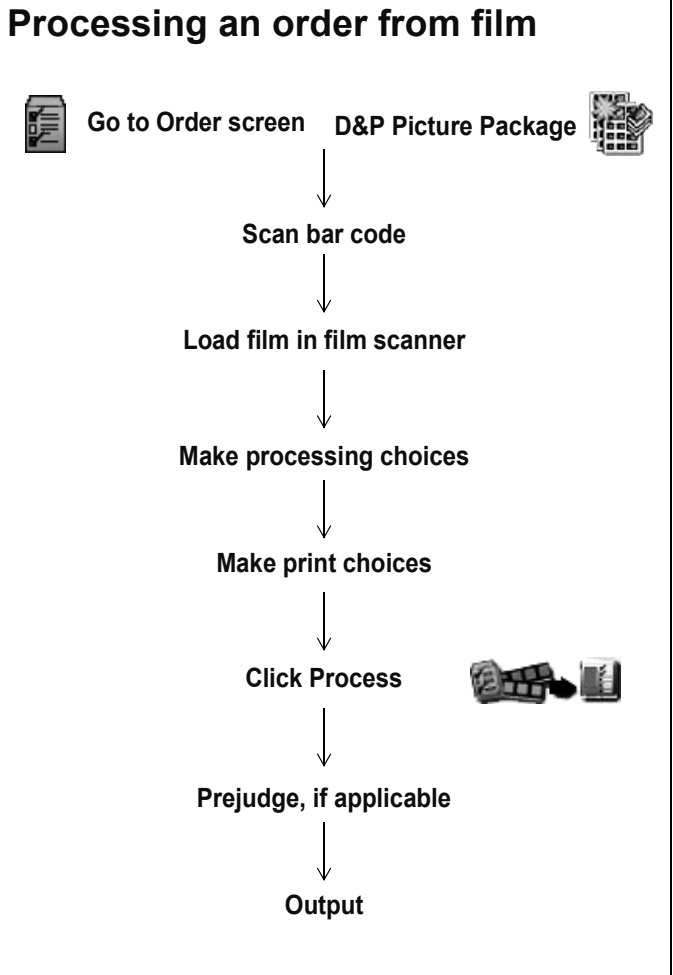 Processing an order from film
Go to Order screen D&P Picture Package
Scan bar code
Load film in film scanner
Make processing choices
Make print choices
Click Process
Prejudge, if applicable
Output